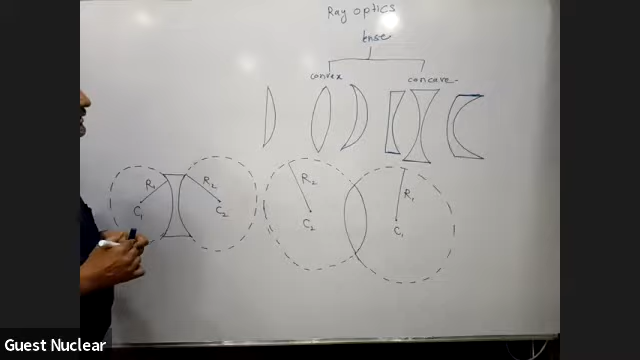 Ray optics
lense
convex
concave
R1
R2
C1
C2
R2
C2
R1
C1
Guest Nuclear